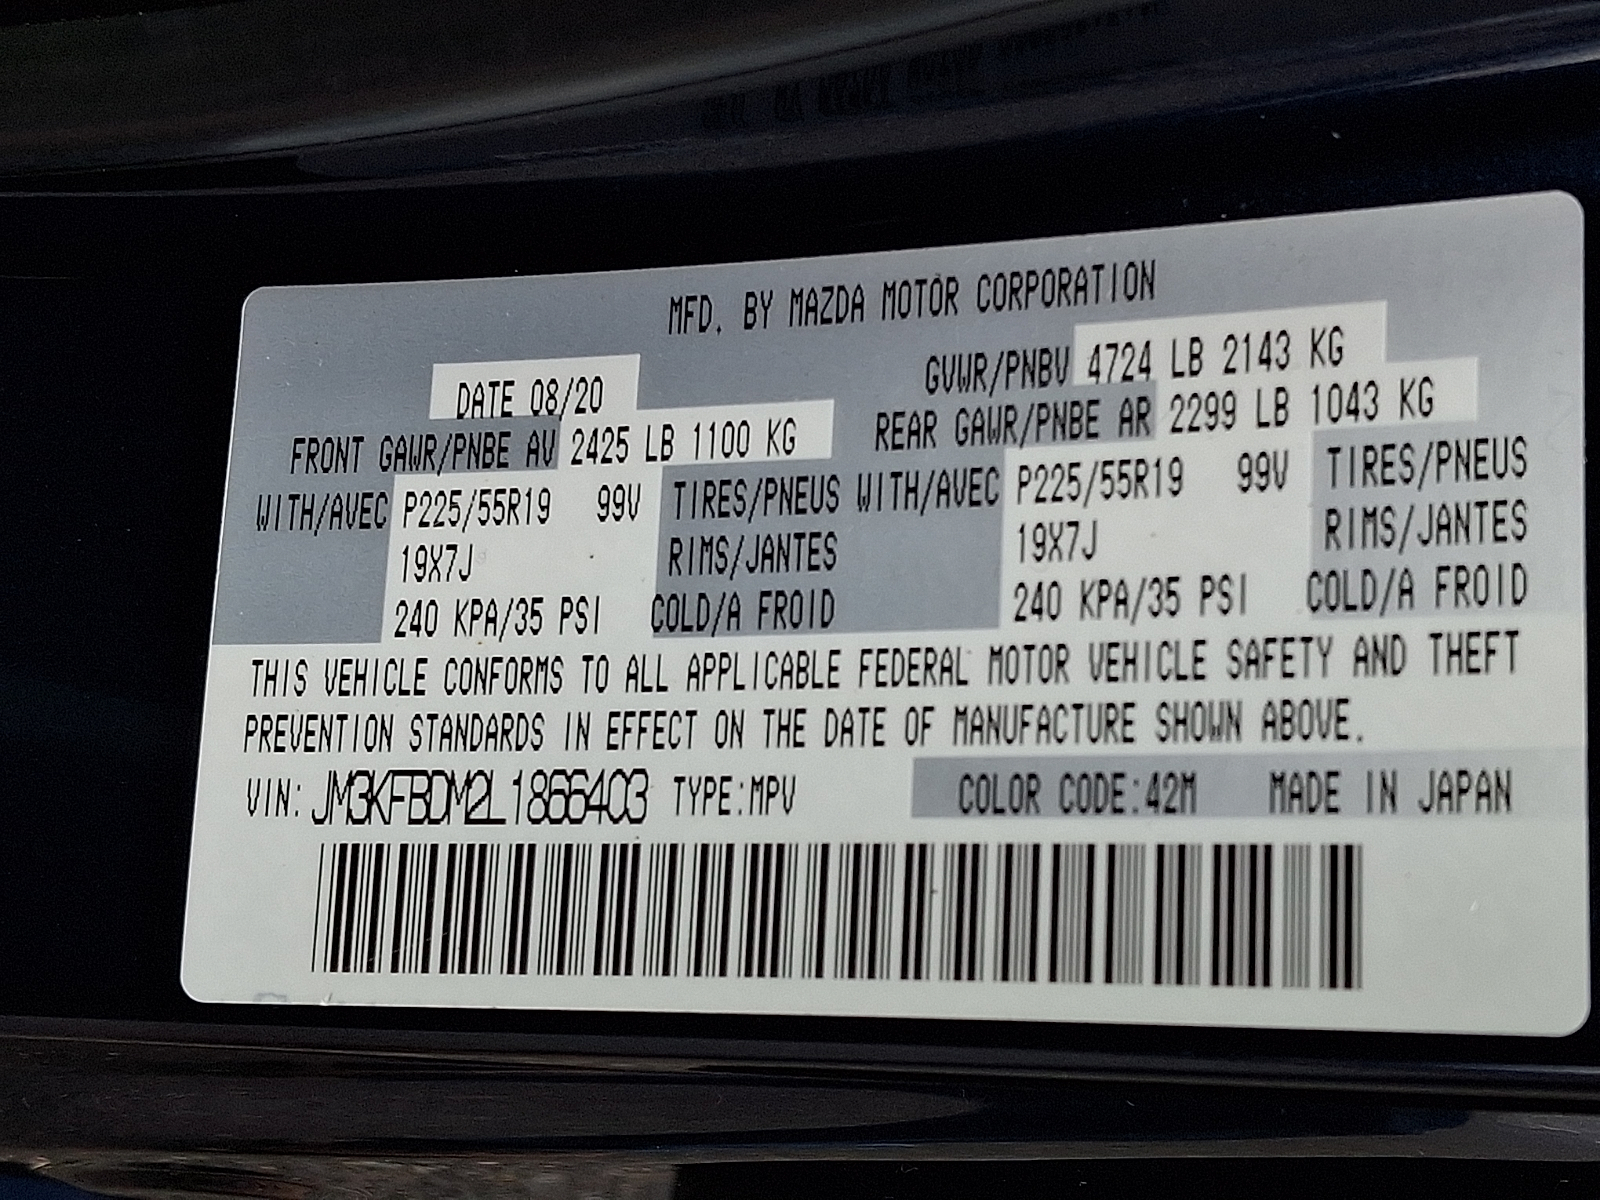 MFD. BY MAZDA MOTOR CORPORATION
DATE 08/20
GVWR/PNBV 4724 LB 2143 KG
FRONT GAWR/PNBE AV 2425 LB 1100 KG
REAR GAWR/PNBE AR 2299 LB 1043 KG
WITH/AVEC P225/55R19 99V TIRES/PNEUS WITH/AVEC P225/55R19 99V TIRES/PNEUS
19X7J RIMS/JANTES 19X7J RIMS/JANTES
240 KPA/35 PSI COLD/A FROID 240 KPA/35 PSI COLD/A FROID
THIS VEHICLE CONFORMS TO ALL APPLICABLE FEDERAL MOTOR VEHICLE SAFETY AND THEFT
PREVENTION STANDARDS IN EFFECT ON THE DATE OF MANUFACTURE SHOWN ABOVE.
VIN: JM3KFBDM2L1866403 TYPE:MPV COLOR CODE:42M MADE IN JAPAN